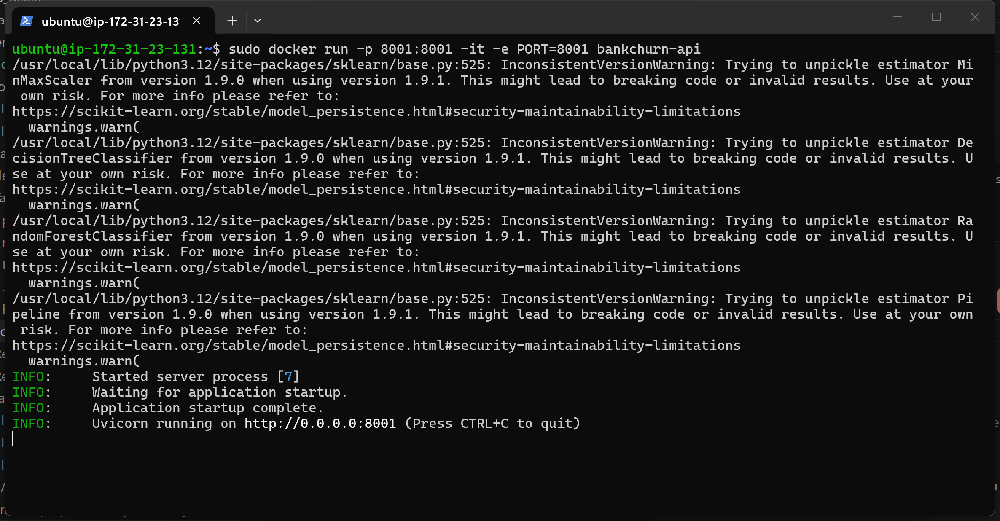 ubuntu@ip-172-31-23-13
ubuntu@ip-172-31-23-131:~$ sudo docker run -p 8001:8001 -it -e PORT=8001 bankchurn-api
/usr/local/lib/python3.12/site-packages/sklearn/base.py:525: InconsistentVersionWarning: Trying to unpickle estimator Mi
nMaxScaler from version 1.9.0 when using version 1.9.1. This might lead to breaking code or invalid results. Use at your
 own risk. For more info please refer to:
https://scikit-learn.org/stable/model_persistence.html#security-maintainability-limitations
  warnings.warn(
/usr/local/lib/python3.12/site-packages/sklearn/base.py:525: InconsistentVersionWarning: Trying to unpickle estimator De
cisionTreeClassifier from version 1.9.0 when using version 1.9.1. This might lead to breaking code or invalid results. U
se at your own risk. For more info please refer to:
https://scikit-learn.org/stable/model_persistence.html#security-maintainability-limitations
  warnings.warn(
/usr/local/lib/python3.12/site-packages/sklearn/base.py:525: InconsistentVersionWarning: Trying to unpickle estimator Ra
ndomForestClassifier from version 1.9.0 when using version 1.9.1. This might lead to breaking code or invalid results. U
se at your own risk. For more info please refer to:
https://scikit-learn.org/stable/model_persistence.html#security-maintainability-limitations
  warnings.warn(
/usr/local/lib/python3.12/site-packages/sklearn/base.py:525: InconsistentVersionWarning: Trying to unpickle estimator Pi
peline from version 1.9.0 when using version 1.9.1. This might lead to breaking code or invalid results. Use at your own
 risk. For more info please refer to:
https://scikit-learn.org/stable/model_persistence.html#security-maintainability-limitations
  warnings.warn(
INFO:     Started server process [7]
INFO:     Waiting for application startup.
INFO:     Application startup complete.
INFO:     Uvicorn running on http://0.0.0.0:8001 (Press CTRL+C to quit)